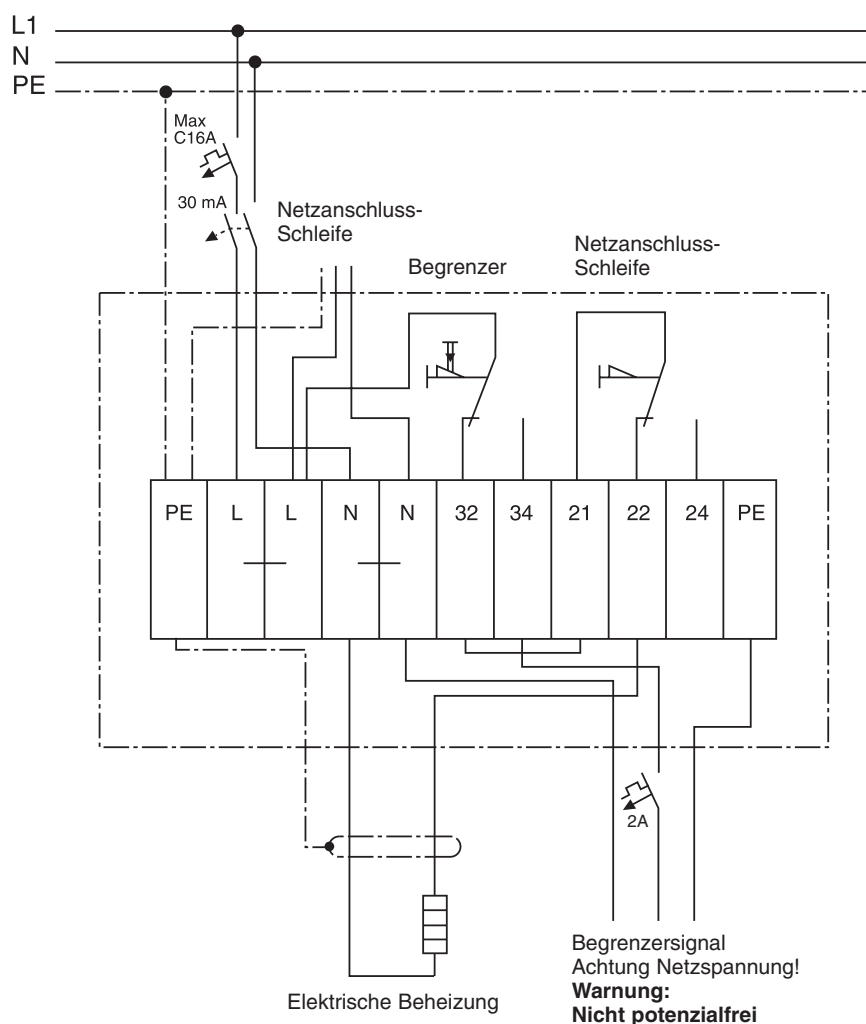 L1
N
PE
Max
C16A
30 mA
Netzanschluss-
Schleife
Begrenzer
Netzanschluss-
Schleife
PE L L N N 32 34 21 22 24 PE
2A
Begrenzersignal
Achtung Netzspannung!
Warnung:
Nicht potenzialfrei
Elektrische Beheizung